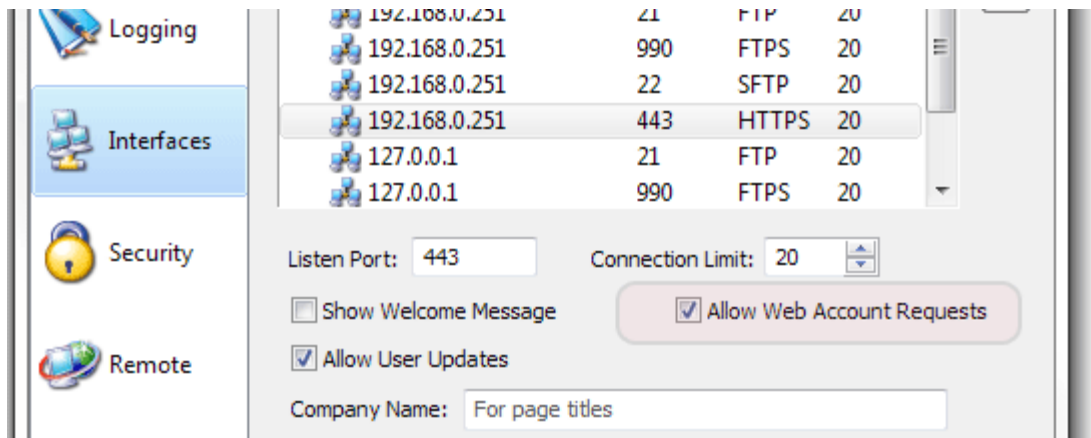 Logging
192.168.0.251 21 FTP 20
192.168.0.251 990 FTPS 20
192.168.0.251 22 SFTP 20
Interfaces
192.168.0.251 443 HTTPS 20
127.0.0.1 21 FTP 20
127.0.0.1 990 FTPS 20
Security
Listen Port: 443 Connection Limit: 20
Show Welcome Message Allow Web Account Requests
Remote
Allow User Updates
Company Name: For page titles